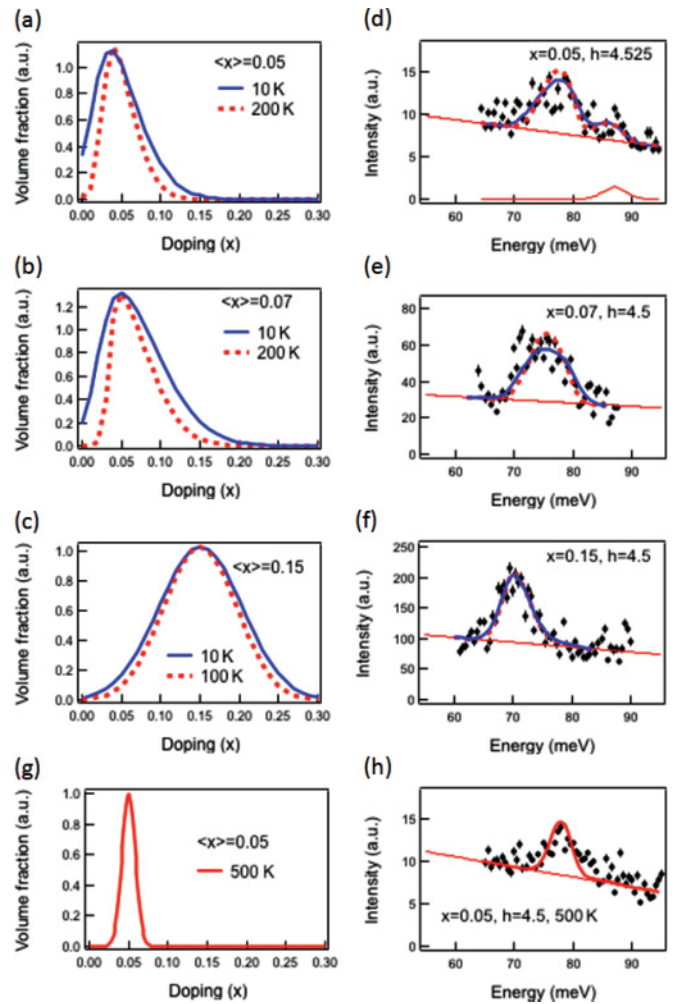 (a)
Volume fraction (a.u.)
1.0
0.8
0.6
0.4
0.2
0.0
<x>=0.05
10 K
200 K
0.00 0.05 0.10 0.15 0.20 0.25 0.30
Doping (x)
(d)
Intensity (a.u.)
15
10
5
0
x=0.05, h=4.525
60 70 80 90
Energy (meV)
(b)
Volume fraction (a.u.)
1.2
1.0
0.8
0.6
0.4
0.2
0.0
<x>=0.07
10 K
200 K
0.00 0.05 0.10 0.15 0.20 0.25 0.30
Doping (x)
(e)
Intensity (a.u.)
80
60
40
20
0
x=0.07, h=4.5
60 70 80 90
Energy (meV)
(c)
Volume fraction (a.u.)
1.0
0.8
0.6
0.4
0.2
0.0
<x>=0.15
10 K
100 K
0.00 0.05 0.10 0.15 0.20 0.25 0.30
Doping (x)
(f)
Intensity (a.u.)
250
200
150
100
50
0
x=0.15, h=4.5
60 70 80 90
Energy (meV)
(g)
Volume fraction (a.u.)
1.0
0.8
0.6
0.4
0.2
0.0
<x>=0.05
500 K
0.00 0.05 0.10 0.15 0.20 0.25 0.30
Doping (x)
(h)
Intensity (a.u.)
15
10
5
0
x=0.05, h=4.5, 500 K
60 70 80 90
Energy (meV)